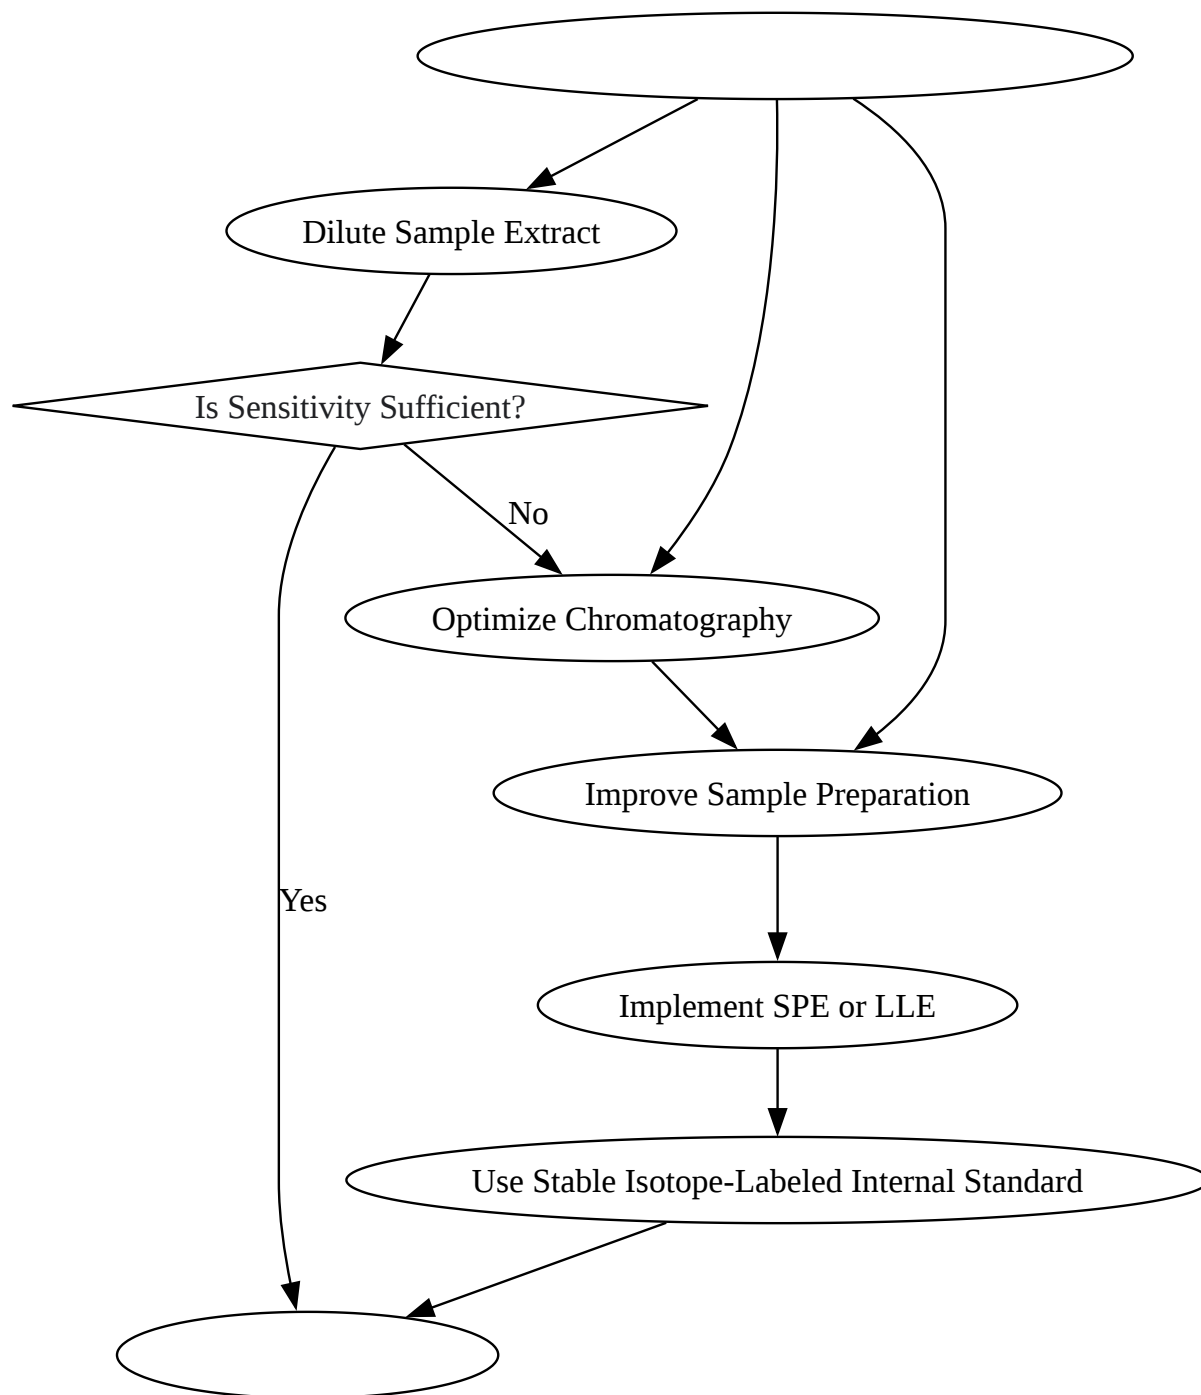 Dilute Sample Extract
Is Sensitivity Sufficient?
No
Optimize Chromatography
Improve Sample Preparation
Yes
Implement SPE or LLE
Use Stable Isotope-Labeled Internal Standard